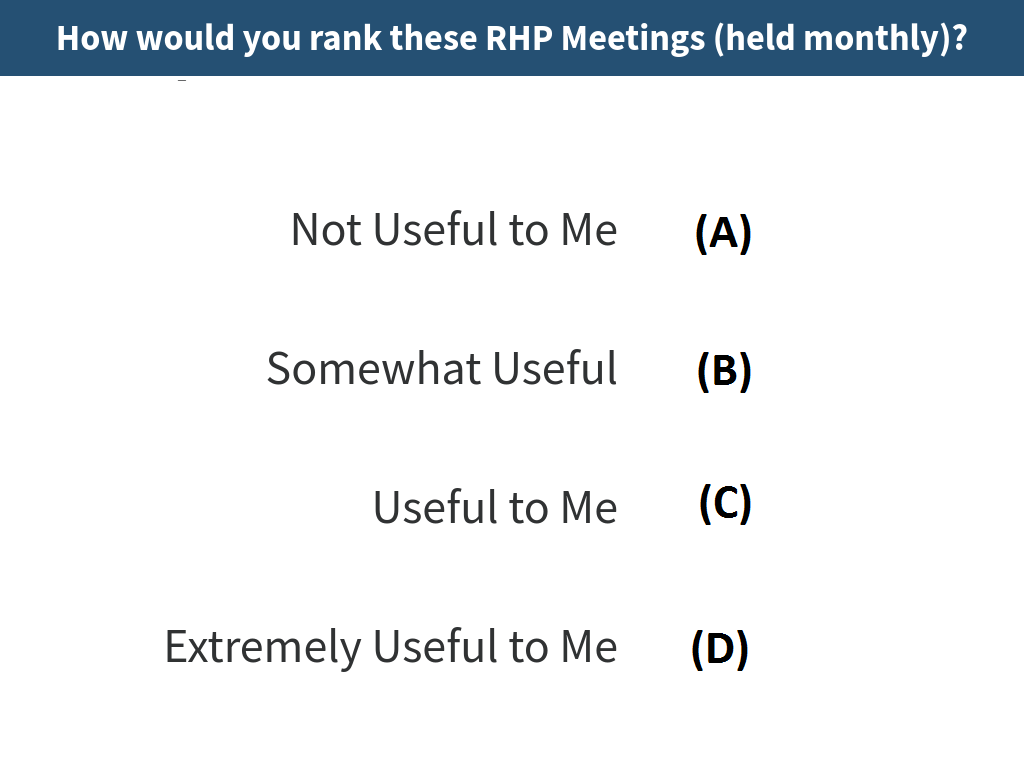 How would you rank these RHP Meetings (held monthly)?
Not Useful to Me (A)
Somewhat Useful (B)
Useful to Me (C)
Extremely Useful to Me (D)